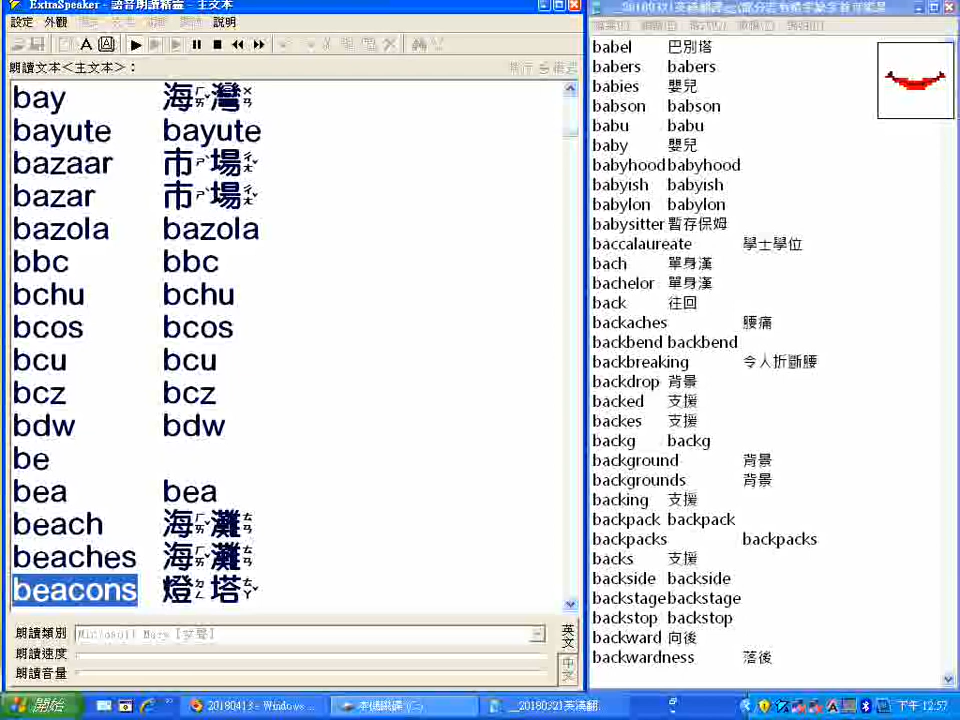 ExtraSpeaker - 語音朗讀精靈 - 主文本
設定 外觀 說明
朗讀文本<主文本>：
bay 海灣
bayute bayute
bazaar 市場
bazar 市場
bazola bazola
bbc bbc
bchu bchu
bcos bcos
bcu bcu
bcz bcz
bdw bdw
be
bea bea
beach 海灘
beaches 海灘
beacons 燈塔
朗讀類別
朗讀速度
朗讀音量
英文
中文
babel 巴別塔
babers babers
babies 嬰兒
babson babson
babu babu
baby 嬰兒
babyhood babyhood
babyish babyish
babylon babylon
babysitter 暫存保姆
baccalaureate 學士學位
bach 單身漢
bachelor 單身漢
back 往回
backaches 腰痛
backbend backbend
backbreaking 令人折斷腰
backdrop 背景
backed 支援
backes 支援
backg backg
background 背景
backgrounds 背景
backing 支援
backpack backpack
backpacks backpacks
backs 支援
backside backside
backstage backstage
backstop backstop
backward 向後
backwardness 落後
開始
20180413 - Windows ...
下午 12:57